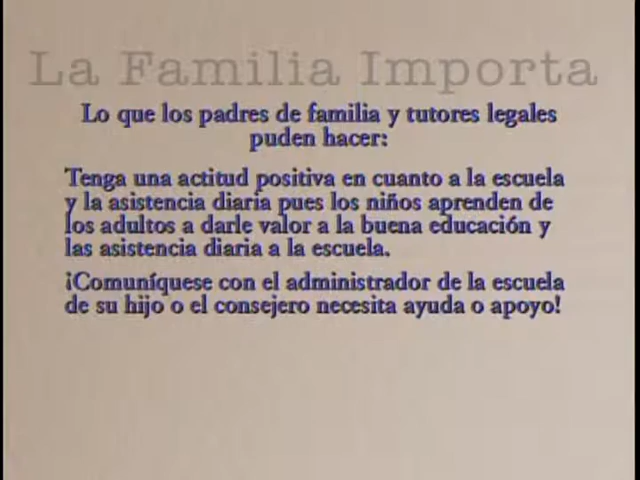 La Familia Importa
Lo que los padres de familia y tutores legales
puden hacer:
Tenga una actitud positiva en cuanto a la escuela
y la asistencia diaria pues los niños aprenden de
los adultos a darle valor a la buena educación y
las asistencia diaria a la escuela.
¡Comuníquese con el administrador de la escuela
de su hijo o el consejero necesita ayuda o apoyo!